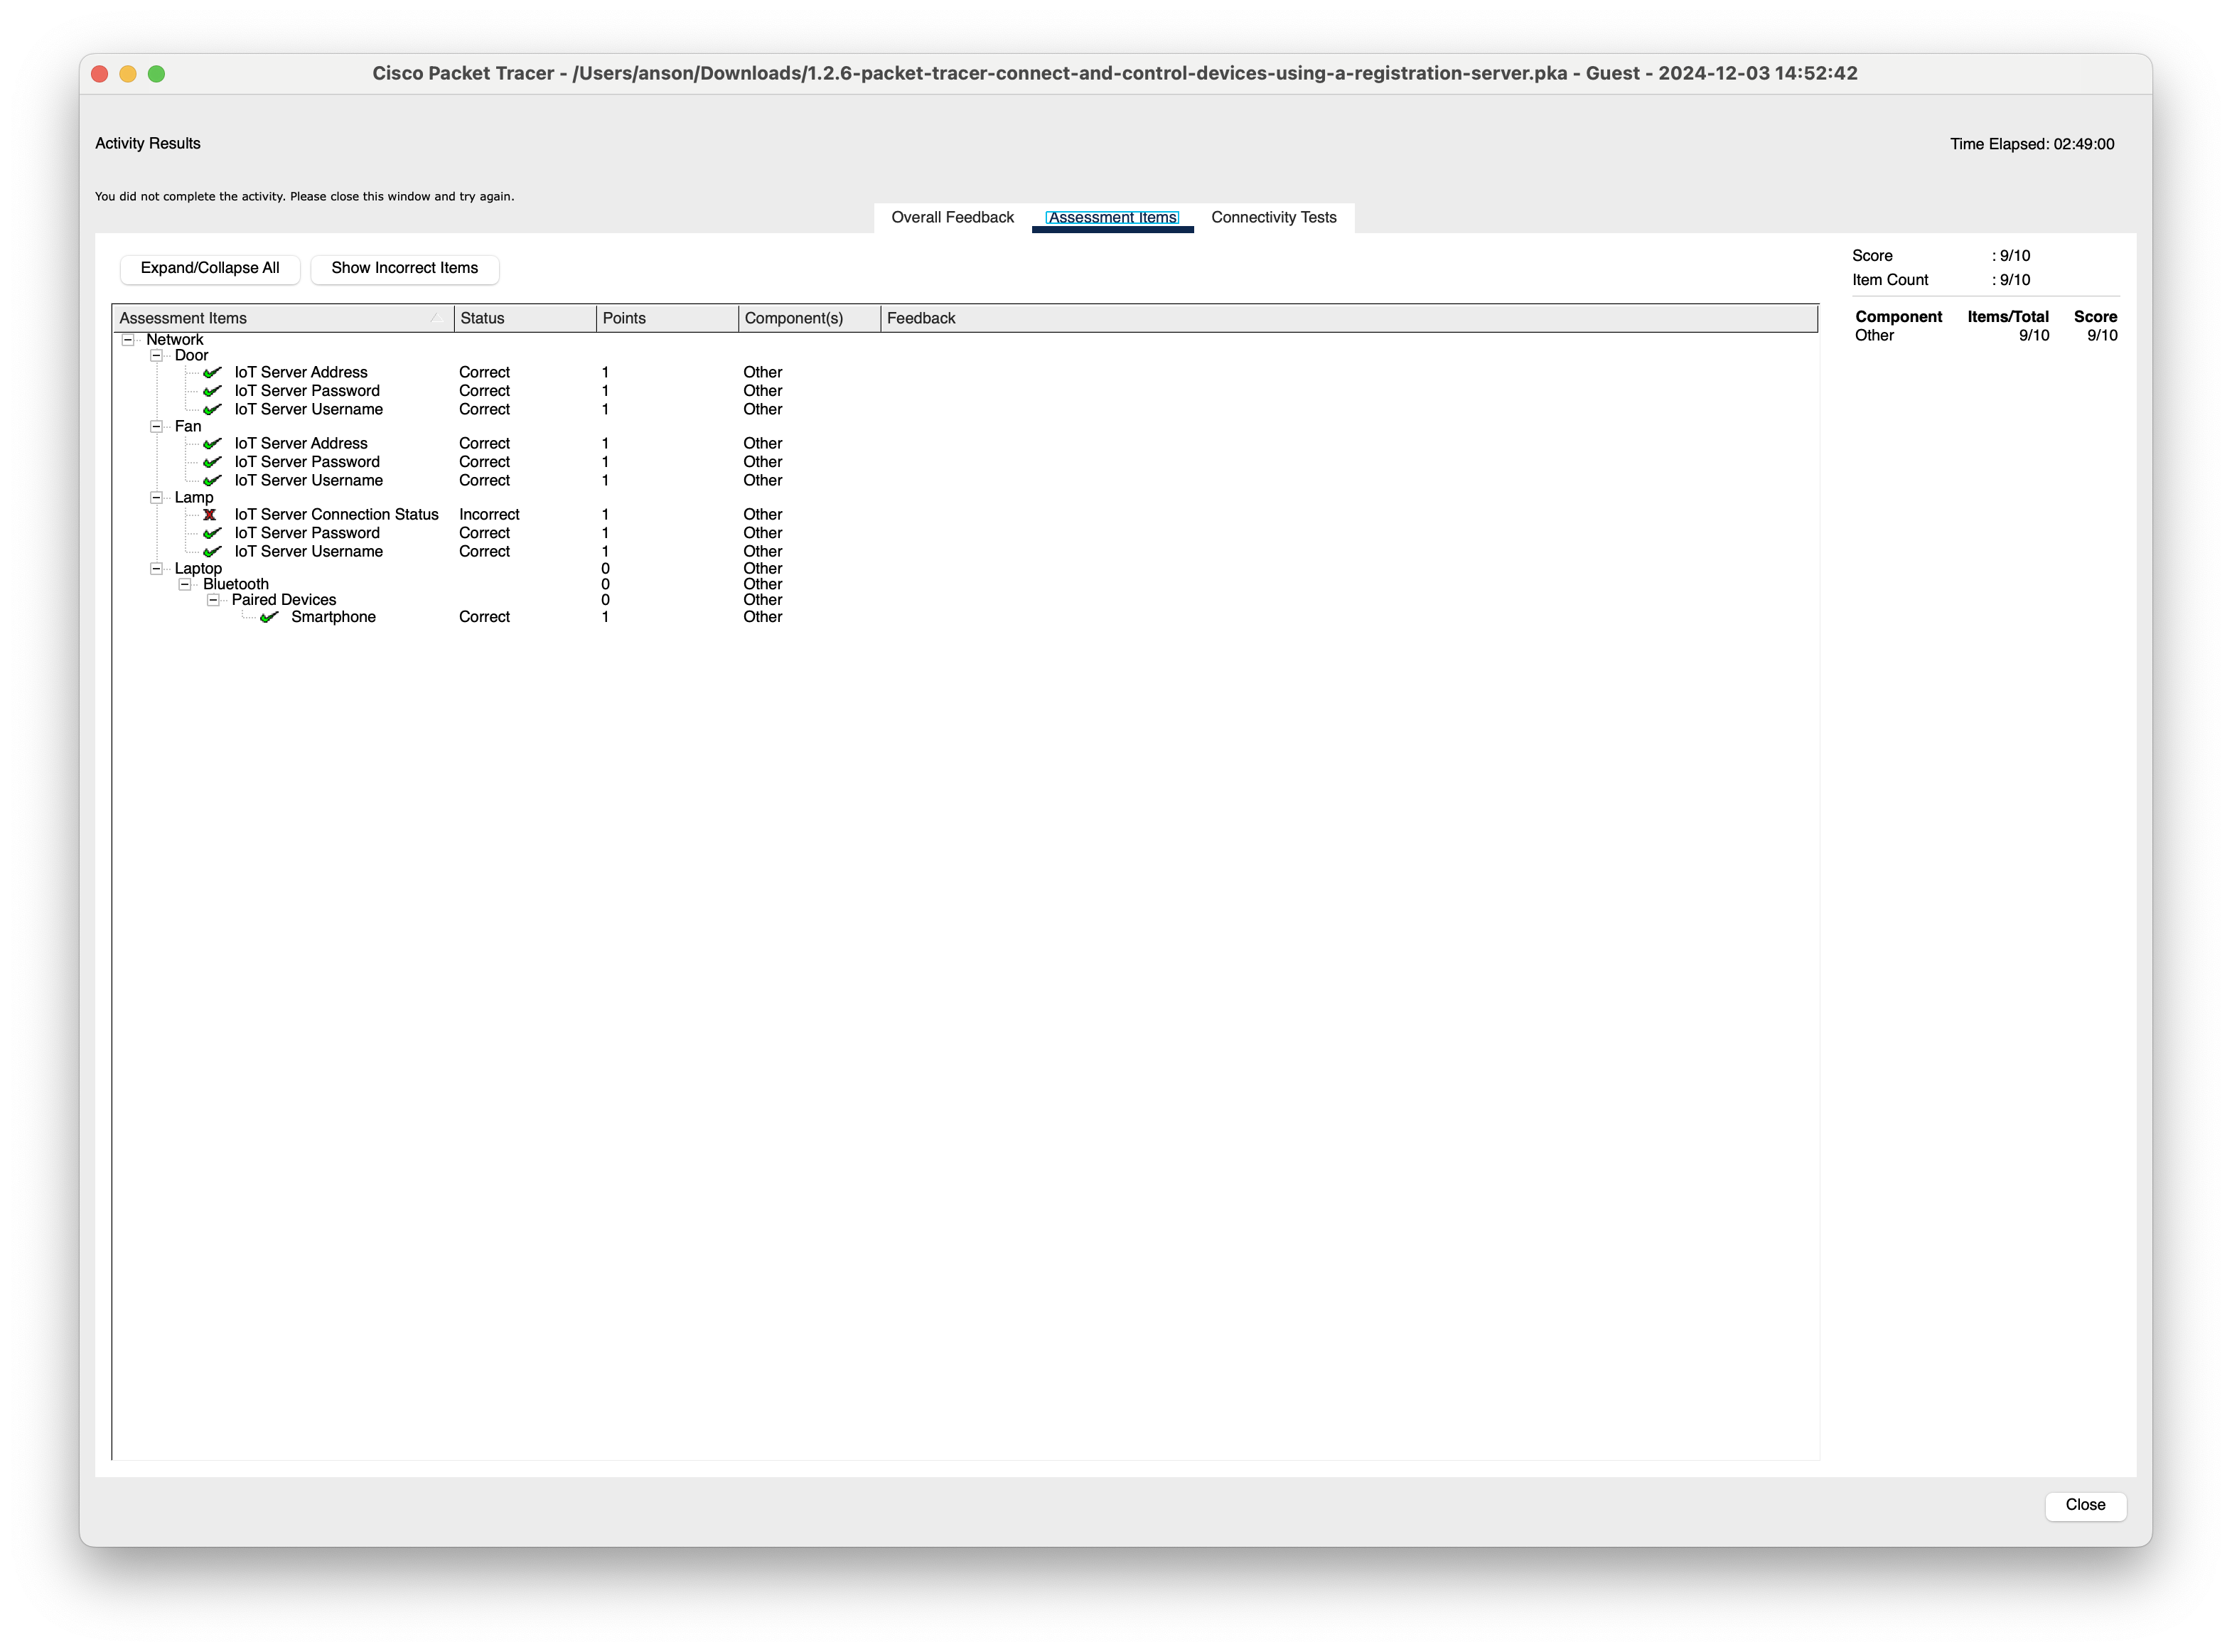 Cisco Packet Tracer - /Users/anson/Downloads/1.2.6-packet-tracer-connect-and-control-devices-using-a-registration-server.pka - Guest - 2024-12-03 14:52:42
Activity Results
Time Elapsed: 02:49:00
You did not complete the activity. Please close this window and try again.
Overall Feedback Assessment Items Connectivity Tests
Expand/Collapse All Show Incorrect Items
Assessment Items Status Points Component(s) Feedback
Network
Door
IoT Server Address Correct 1 Other
IoT Server Password Correct 1 Other
IoT Server Username Correct 1 Other
Fan
IoT Server Address Correct 1 Other
IoT Server Password Correct 1 Other
IoT Server Username Correct 1 Other
Lamp
IoT Server Connection Status Incorrect 1 Other
IoT Server Password Correct 1 Other
IoT Server Username Correct 1 Other
Laptop 0 Other
Bluetooth 0 Other
Paired Devices 0 Other
Smartphone Correct 1 Other
Score : 9/10
Item Count : 9/10
Component Items/Total Score
Other 9/10 9/10
Close